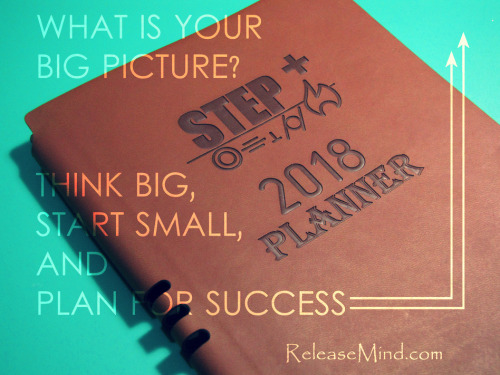 WHAT IS YOUR
BIG PICTURE?
STEP +
2018
PLANNER
THINK BIG,
START SMALL,
AND
PLAN FOR SUCCESS
ReleaseMind.com